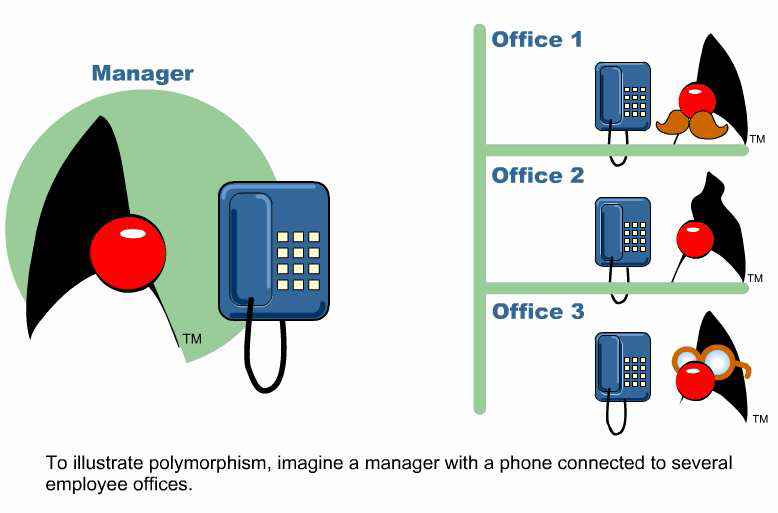 Manager
TM
Office 1
TM
Office 2
TM
Office 3
TM
To illustrate polymorphism, imagine a manager with a phone connected to several
employee offices.